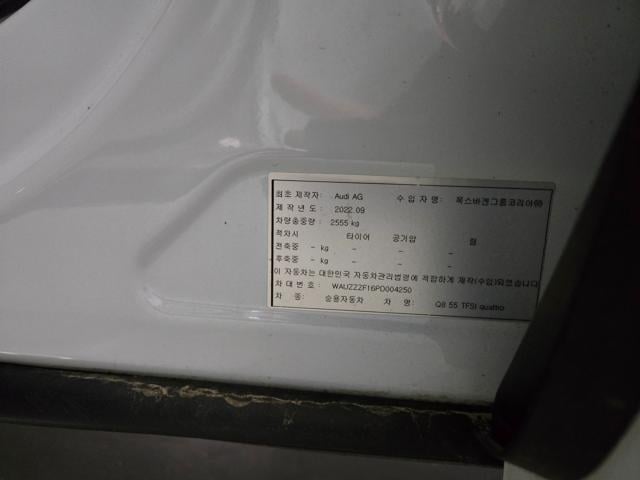 최초 제작자: Audi AG 수 입 자 명: 폭스바겐그룹코리아㈜
제 작 년 도 : 2022.09
차량총중량 : 2555 kg
적차시 타이어 공기압 림
전축중 - kg - - -
후축중 - kg - - -
이 자동차는 대한민국 자동차관리법령에 적합하게 제작(수입)되었습니다
차 대 번 호 : WAUZZZF16PD004250
차 종: 승용자동차 차 명: Q8 55 TFSI quattro